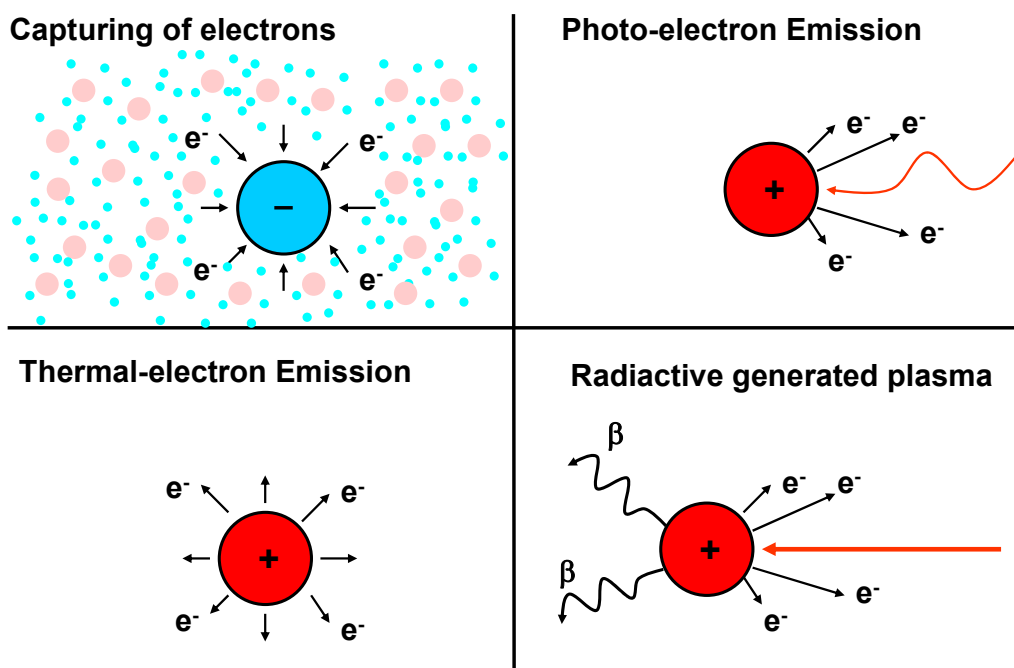 Capturing of electrons
e-
e-
−
e-
e-
Photo-electron Emission
e-
e-
+
e-
e-
Thermal-electron Emission
e-
e-
+
e-
e-
Radiactive generated plasma
β
e-
e-
+
β
e-
e-